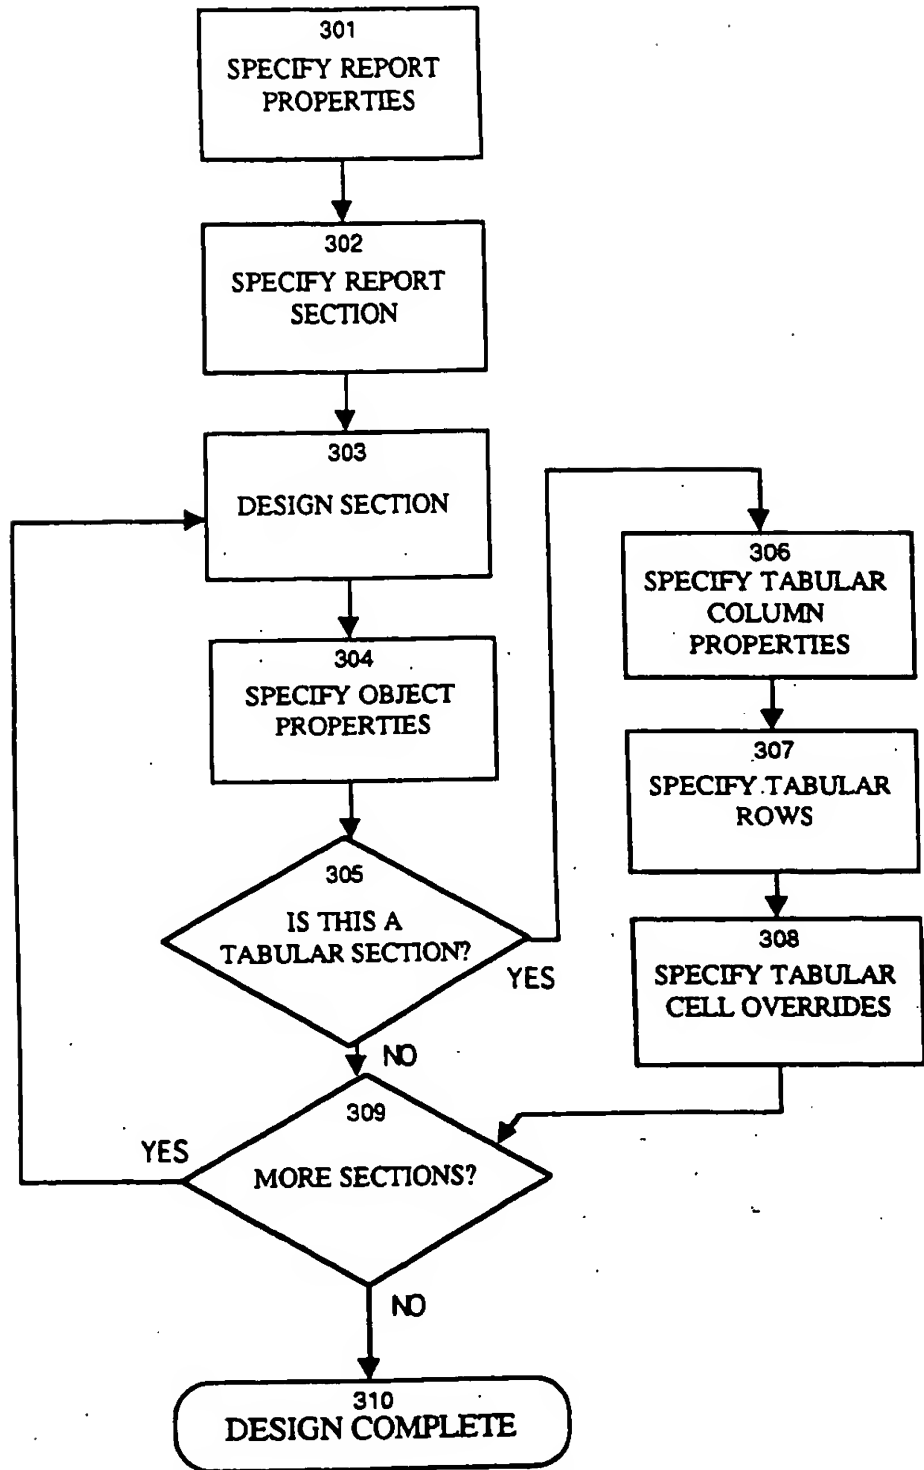 301
SPECIFY REPORT
PROPERTIES
302
SPECIFY REPORT
SECTION
303
DESIGN SECTION
304
SPECIFY OBJECT
PROPERTIES
305
IS THIS A
TABULAR SECTION?
YES
NO
306
SPECIFY TABULAR
COLUMN
PROPERTIES
307
SPECIFY TABULAR
ROWS
308
SPECIFY TABULAR
CELL OVERRIDES
309
MORE SECTIONS?
YES
NO
310
DESIGN COMPLETE